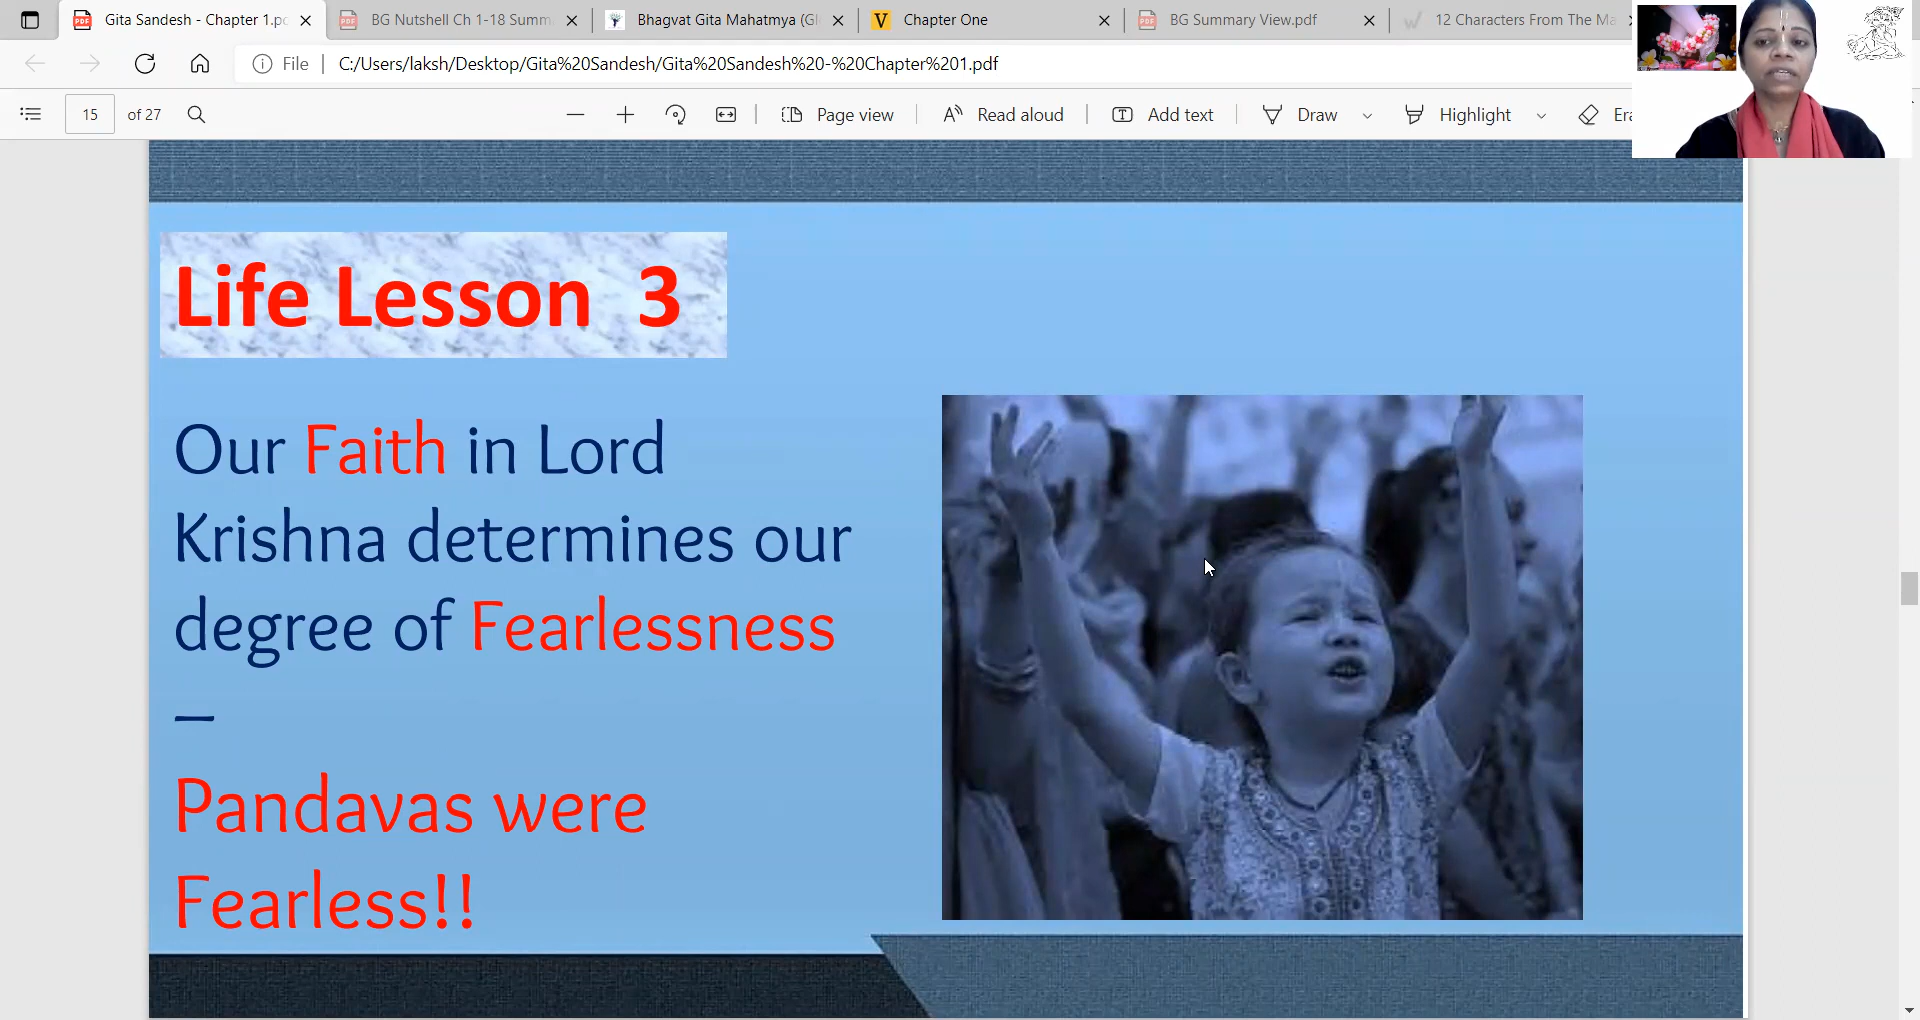 Gita Sandesh - Chapter 1.pd
BG Nutshell Ch 1-18 Summ
Bhagvat Gita Mahatmya (Gl
Chapter One
BG Summary View.pdf
12 Characters From The Ma
File
C:/Users/laksh/Desktop/Gita%20Sandesh/Gita%20Sandesh%20-%20Chapter%201.pdf
15 of 27
Page view
Read aloud
Add text
Draw
Highlight
Era
Life Lesson 3
Our Faith in Lord
Krishna determines our
degree of Fearlessness
–
Pandavas were
Fearless!!